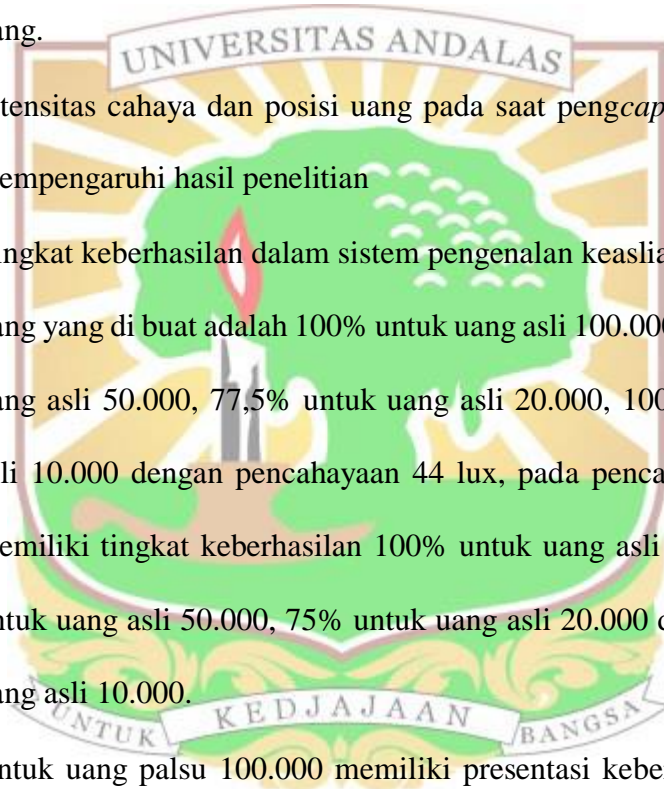 ang.
UNIVERSITAS ANDALAS
tensitas cahaya dan posisi uang pada saat pengcap
empengaruhi hasil penelitian
ingkat keberhasilan dalam sistem pengenalan keaslia
ang yang di buat adalah 100% untuk uang asli 100.000
ang asli 50.000, 77,5% untuk uang asli 20.000, 100
li 10.000 dengan pencahayaan 44 lux, pada penca
emiliki tingkat keberhasilan 100% untuk uang asli
ntuk uang asli 50.000, 75% untuk uang asli 20.000 d
ang asli 10.000.
UNTUK KEDJAJAAN BANGSA
ntuk uang palsu 100.000 memiliki presentasi keber